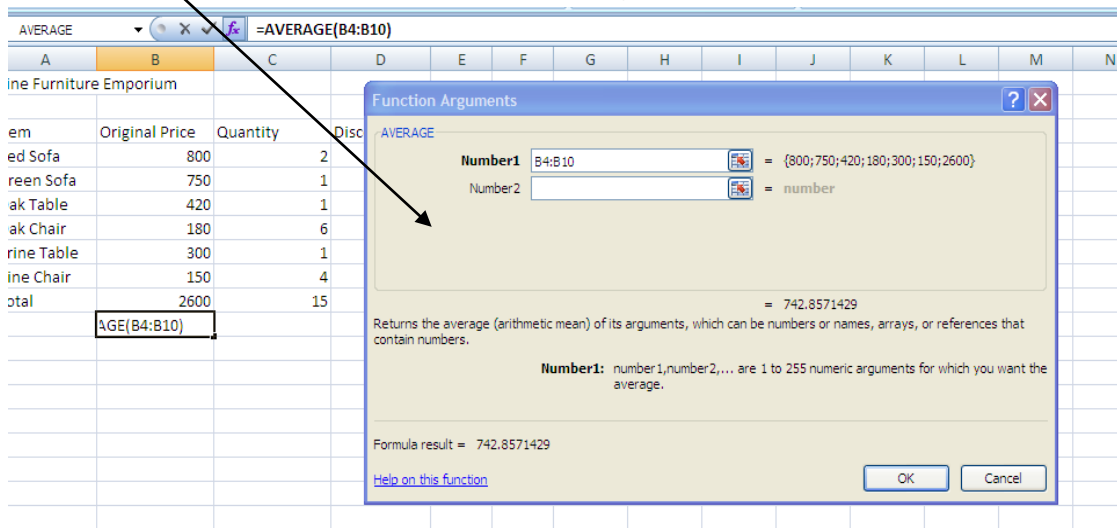 AVERAGE fx =AVERAGE(B4:B10)
A B C D E F G H I J K L M N
ine Furniture Emporium
em Original Price Quantity Disc
ed Sofa 800 2
reen Sofa 750 1
ak Table 420 1
ak Chair 180 6
rine Table 300 1
ine Chair 150 4
otal 2600 15
AGE(B4:B10)
Function Arguments
AVERAGE
Number1 B4:B10 = {800;750;420;180;300;150;2600}
Number2 = number
= 742.8571429
Returns the average (arithmetic mean) of its arguments, which can be numbers or names, arrays, or references that
contain numbers.
Number1: number1,number2,... are 1 to 255 numeric arguments for which you want the
average.
Formula result = 742.8571429
Help on this function OK Cancel